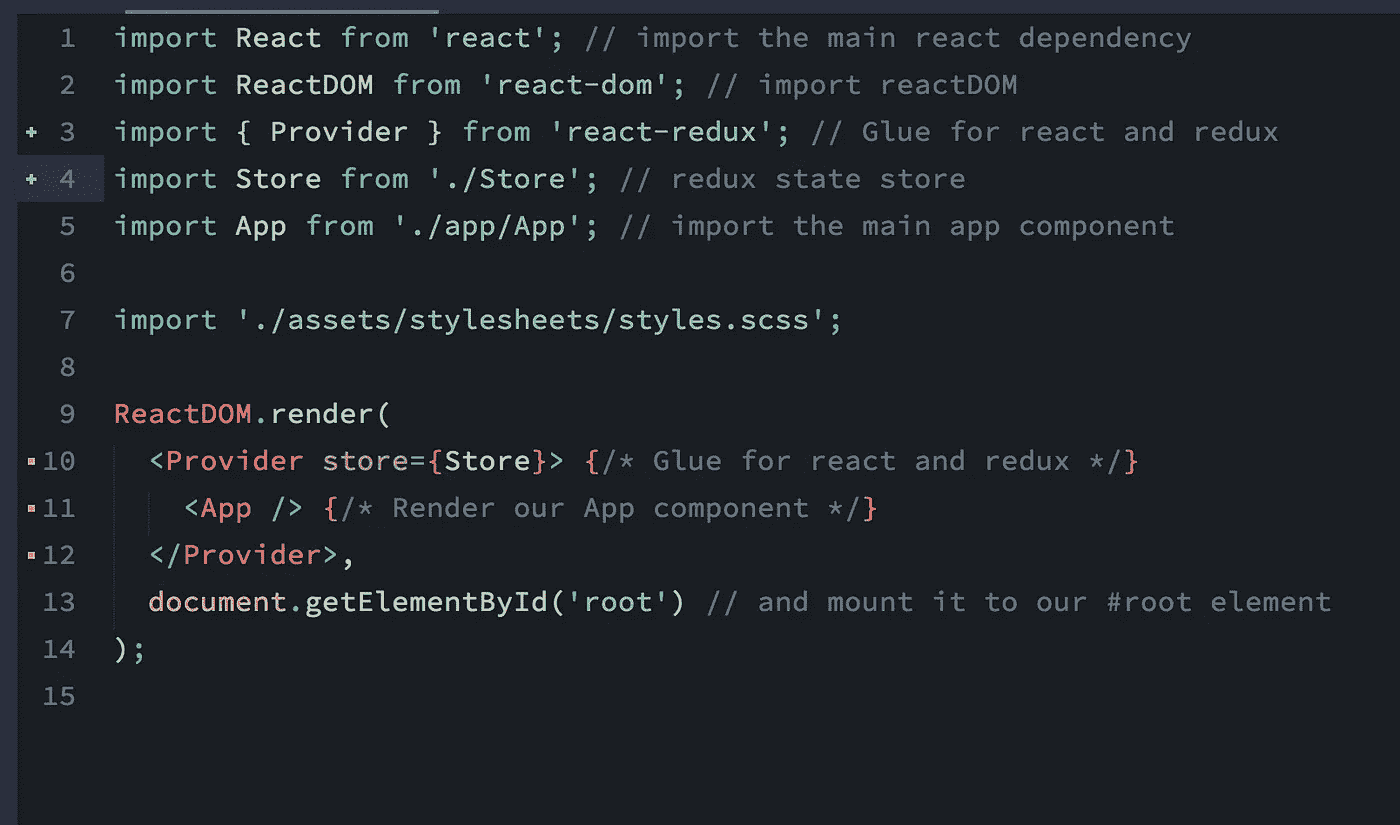 1 import React from 'react'; // import the main react dependency
2 import ReactDOM from 'react-dom'; // import reactDOM
+ 3 import { Provider } from 'react-redux'; // Glue for react and redux
+ 4 import Store from './Store'; // redux state store
5 import App from './app/App'; // import the main app component
6
7 import './assets/stylesheets/styles.scss';
8
9 ReactDOM.render(
10   <Provider store={Store}> {/* Glue for react and redux */}
11     <App /> {/* Render our App component */}
12   </Provider>,
13   document.getElementById('root') // and mount it to our #root element
14 );
15